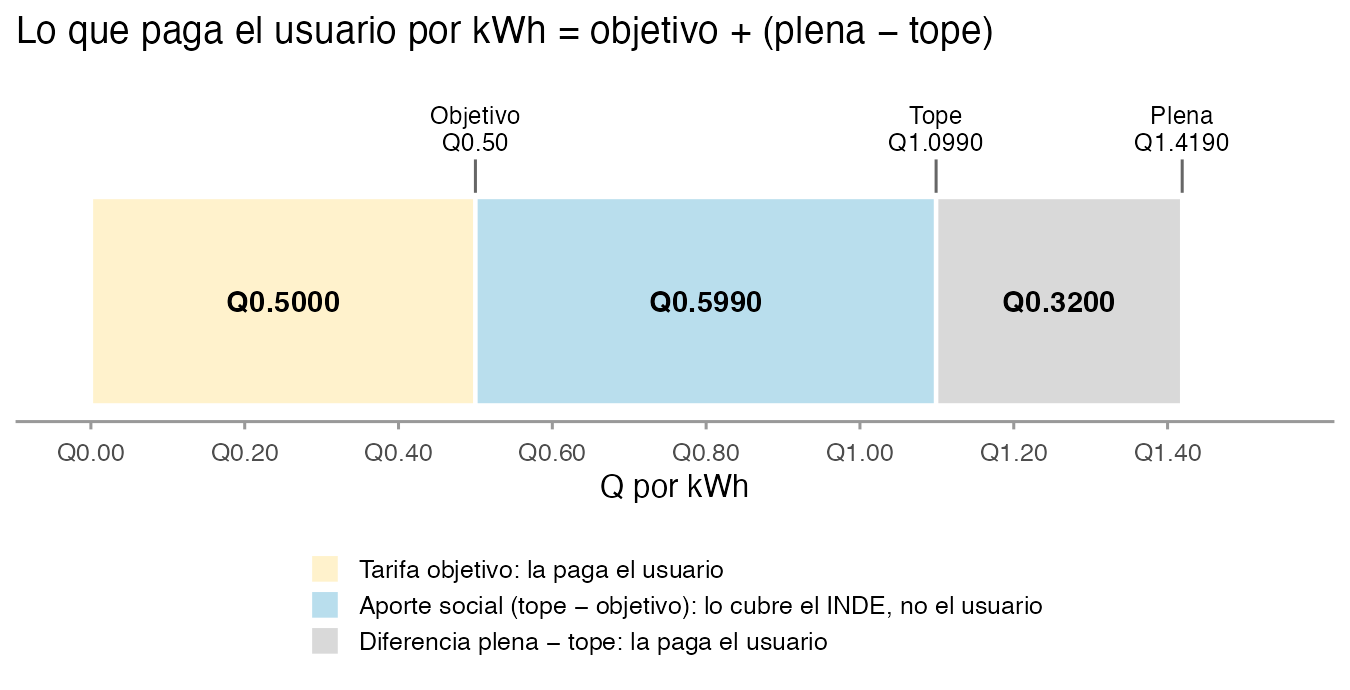 Lo que paga el usuario por kWh = objetivo + (plena − tope)
Objetivo
Q0.50
Tope
Q1.0990
Plena
Q1.4190
Q0.5000
Q0.5990
Q0.3200
Q0.00
Q0.20
Q0.40
Q0.60
Q0.80
Q1.00
Q1.20
Q1.40
Q por kWh
Tarifa objetivo: la paga el usuario
Aporte social (tope − objetivo): lo cubre el INDE, no el usuario
Diferencia plena − tope: la paga el usuario